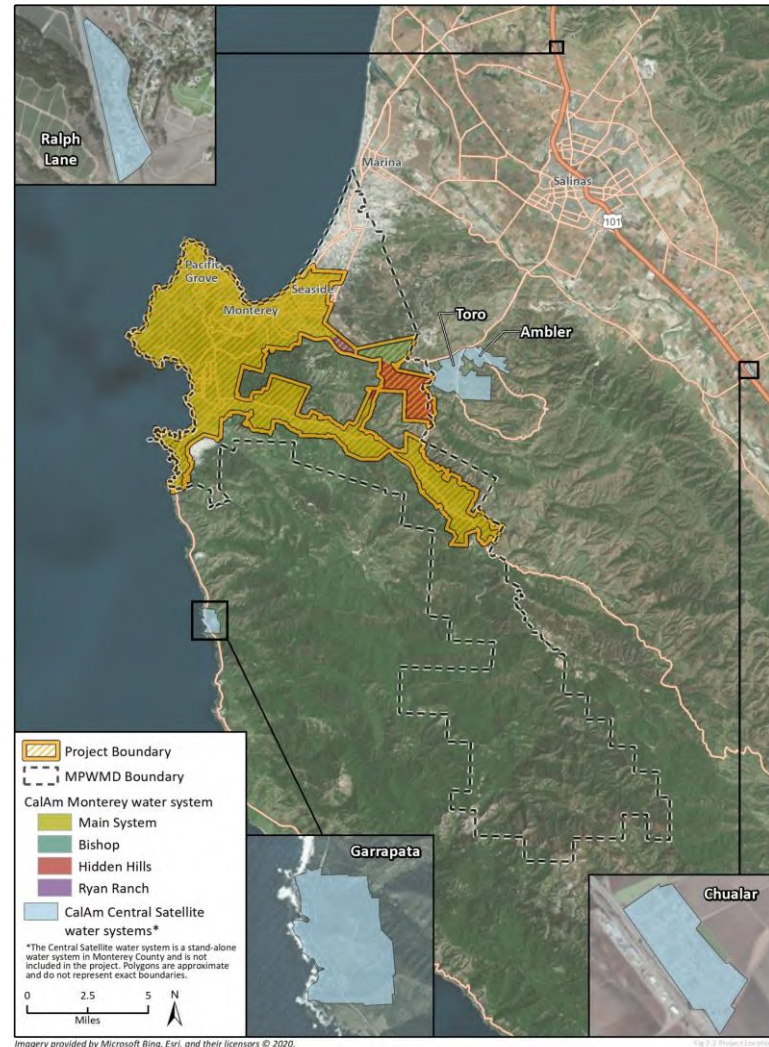 Ralph
Lane
Marina
Salinas
101
Pacific
Grove
Seaside
Monterey
Toro
Ambler
Project Boundary
MPWMD Boundary
CalAm Monterey water system
Main System
Bishop
Hidden Hills
Ryan Ranch
CalAm Central Satellite
water systems*
*The Central Satellite water system is a stand-alone
water system in Monterey County and is not
included in the project. Polygons are approximate
and do not represent exact boundaries.
0 2.5 5
Miles
N
Garrapata
Chualar
Imagery provided by Microsoft Bing, Esri, and their licensors © 2020.